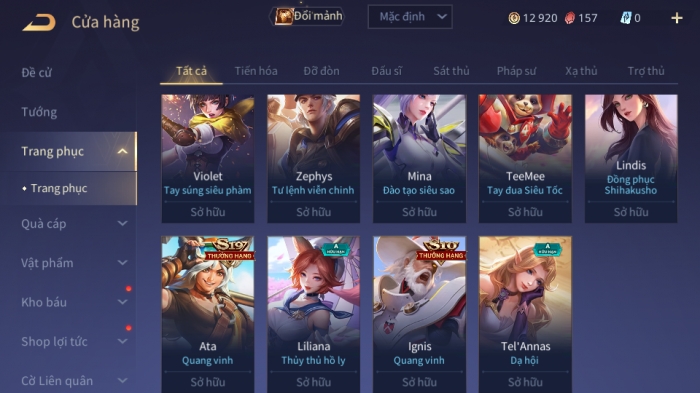 Cửa hàng
Đổi mảnh
Mặc định
12 920
157
0
Đề cử
Tướng
Trang phục
Trang phục
Quà cáp
Vật phẩm
Kho báu
Shop lợi tức
Cờ Liên quân
Tất cả
Tiến hóa
Đỡ đòn
Đấu sĩ
Sát thủ
Pháp sư
Xạ thủ
Trợ thủ
Violet
Tay súng siêu phàm
Sở hữu
Zephys
Tư lệnh viễn chinh
Sở hữu
Mina
Đào tạo siêu sao
Sở hữu
TeeMee
Tay đua Siêu Tốc
Sở hữu
Lindis
Đồng phục
Shihakusho
Sở hữu
THƯỞNG HẠNG
Ata
Quang vinh
Sở hữu
A
HỮU HẠN
Liliana
Thủy thủ hồ ly
Sở hữu
THƯỞNG HẠNG
Ignis
Quang vinh
Sở hữu
A
HỮU HẠN
Tel'Annas
Dạ hội
Sở hữu